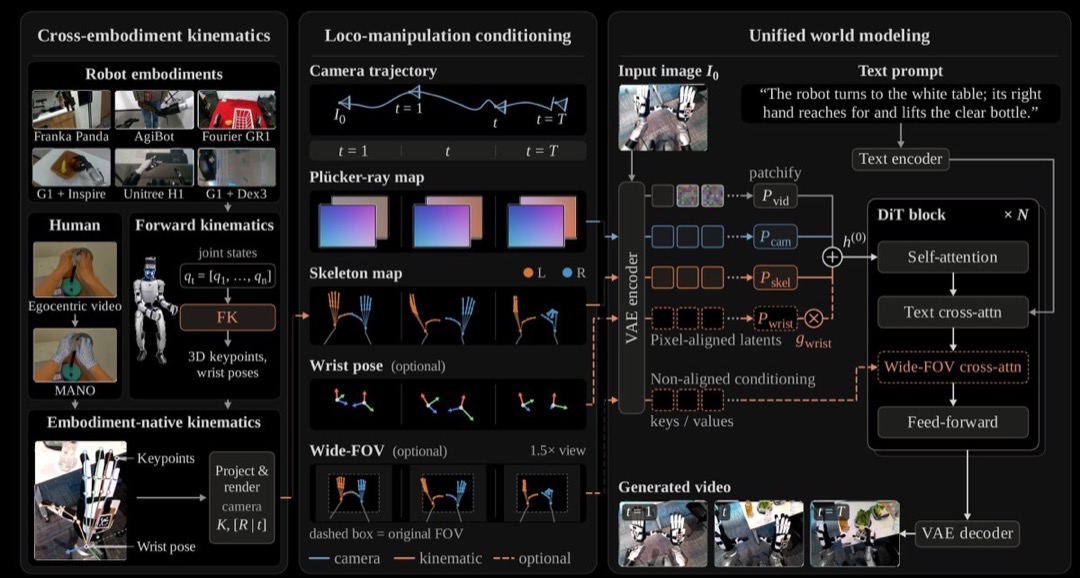 Cross-embodiment kinematics
Robot embodiments
Franka Panda
AgiBot
Fourier GR1
G1 + Inspire
Unitree H1
G1 + Dex3
Human
Egocentric video
MANO
Forward kinematics
joint states
qₜ = [q₁, …, qₙ]
FK
3D keypoints,
wrist poses
Embodiment-native kinematics
Keypoints
Wrist pose
Project &
render
camera
K, [R | t]
Loco-manipulation conditioning
Camera trajectory
I₀
t = 1
t
t = T
t = 1
t
t = T
Plücker-ray map
Skeleton map
L
R
Wrist pose (optional)
Wide-FOV (optional)
1.5× view
dashed box = original FOV
camera
kinematic
optional
Unified world modeling
Input image I₀
Text prompt
“The robot turns to the white table; its right
hand reaches for and lifts the clear bottle.”
Text encoder
VAE encoder
patchify
P_vid
P_cam
P_skel
P_wrist
Pixel-aligned latents
g_wrist
h⁽⁰⁾
Non-aligned conditioning
keys / values
DiT block
× N
Self-attention
Text cross-attn
Wide-FOV cross-attn
Feed-forward
Generated video
t = 1
t
t = T
VAE decoder